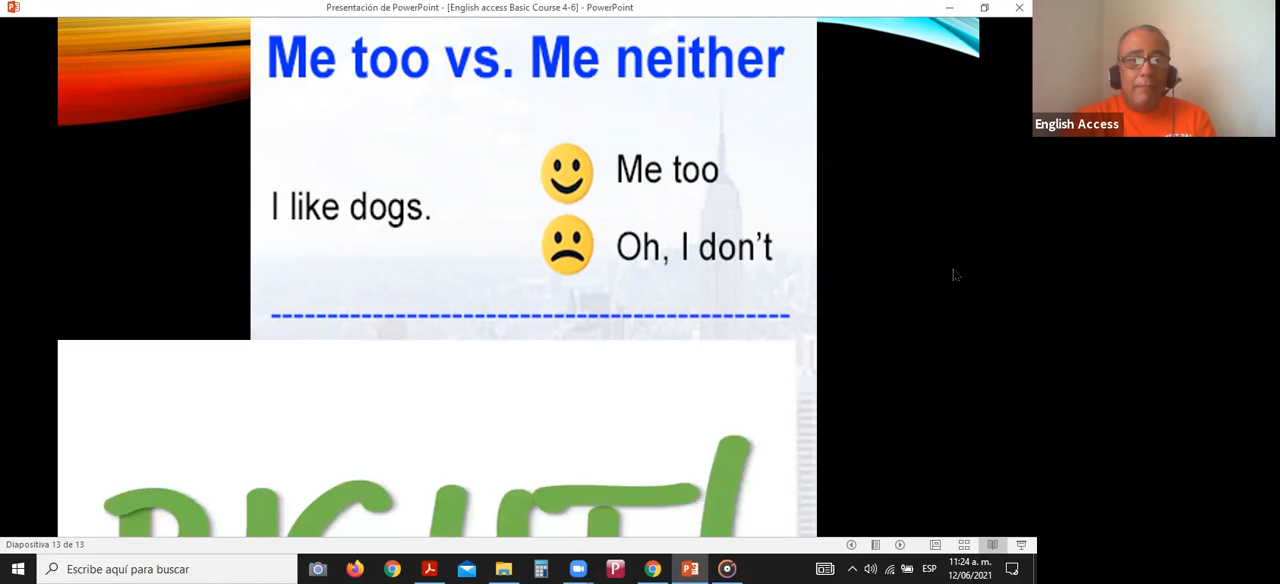 Presentación de PowerPoint - [English access Basic Course 4-6] - PowerPoint
Me too vs. Me neither
English Access
Me too
I like dogs.
Oh, I don't
RIGHT!
Diapositiva 13 de 13
Escribe aquí para buscar
ESP
11:24 a. m.
12/06/2021